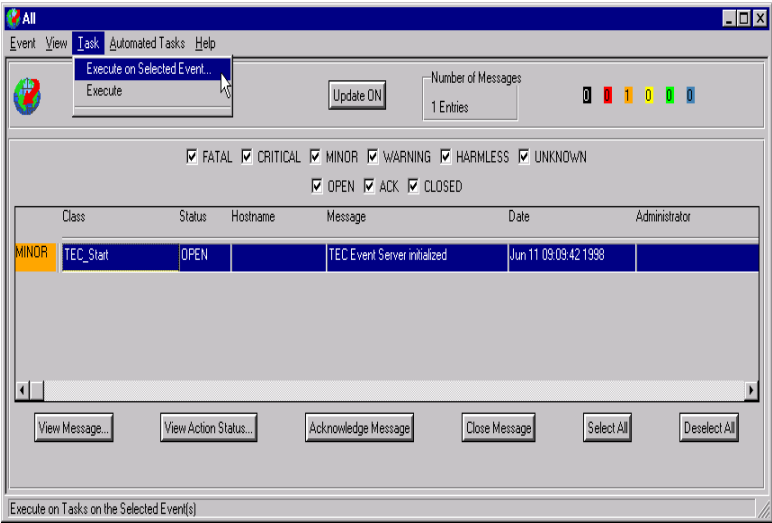 All
Event View Task Automated Tasks Help
Execute on Selected Event...
Execute
Update ON
Number of Messages
1 Entries
0 0 1 0 0 0
FATAL CRITICAL MINOR WARNING HARMLESS UNKNOWN
OPEN ACK CLOSED
Class Status Hostname Message Date Administrator
MINOR TEC_Start OPEN TEC Event Server initialized Jun 11 09:09:42 1998
View Message... View Action Status... Acknowledge Message Close Message Select All Deselect All
Execute on Tasks on the Selected Event(s)